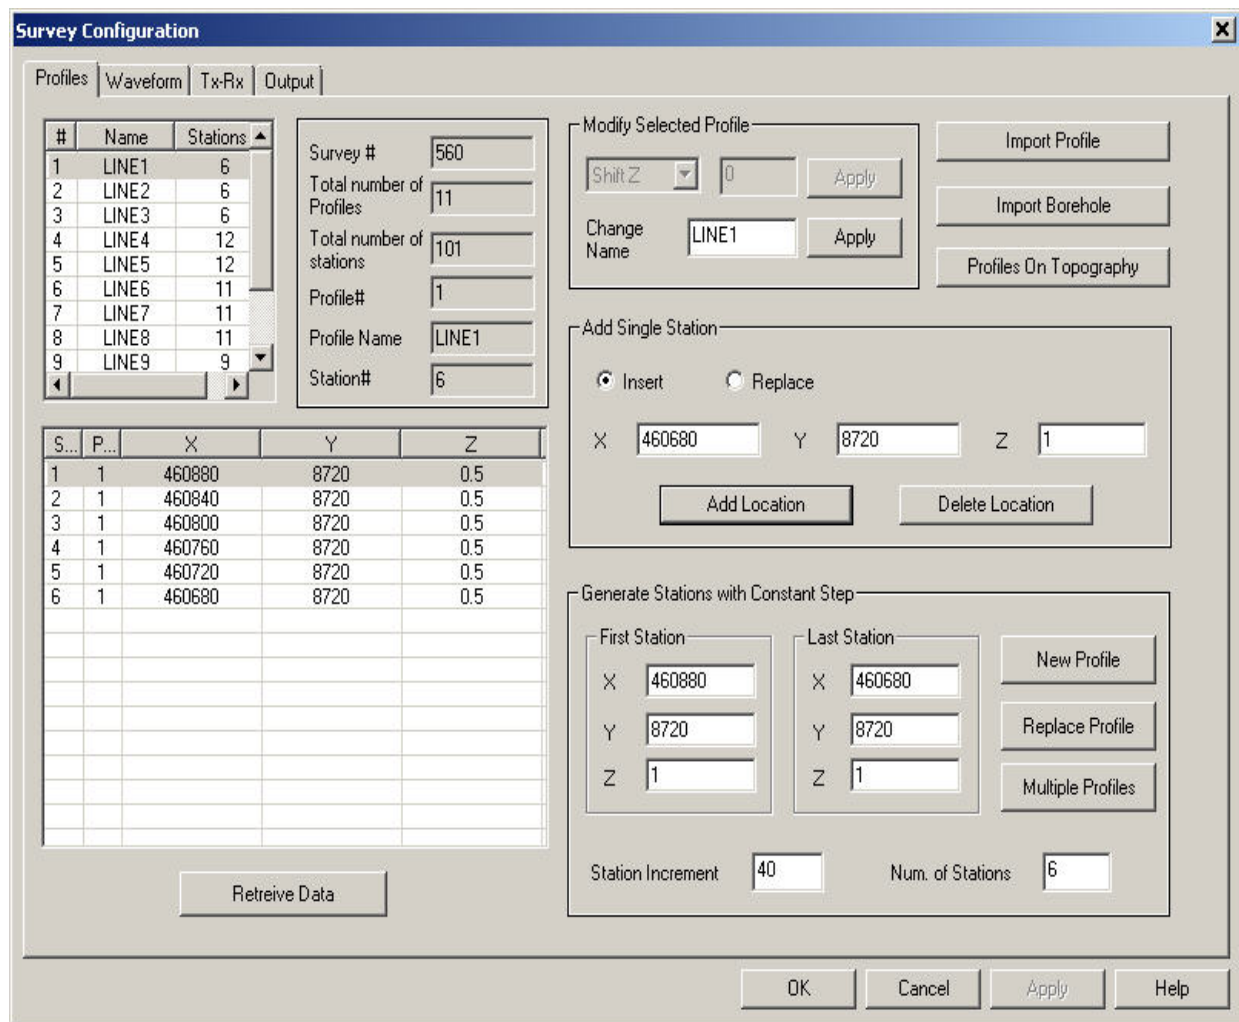 Survey Configuration
Profiles Waveform Tx-Rx Output
# Name Stations
1 LINE1 6
2 LINE2 6
3 LINE3 6
4 LINE4 12
5 LINE5 12
6 LINE6 11
7 LINE7 11
8 LINE8 11
9 LINE9 9
Survey # 560
Total number of
Profiles 11
Total number of
stations 101
Profile# 1
Profile Name LINE1
Station# 6
Modify Selected Profile
Shift Z 0 Apply
Change
Name LINE1 Apply
Import Profile
Import Borehole
Profiles On Topography
Add Single Station
Insert Replace
X 460680 Y 8720 Z 1
Add Location Delete Location
S... P... X Y Z
1 1 460880 8720 0.5
2 1 460840 8720 0.5
3 1 460800 8720 0.5
4 1 460760 8720 0.5
5 1 460720 8720 0.5
6 1 460680 8720 0.5
Retreive Data
Generate Stations with Constant Step
First Station
X 460880
Y 8720
Z 1
Last Station
X 460680
Y 8720
Z 1
New Profile
Replace Profile
Multiple Profiles
Station Increment 40 Num. of Stations 6
OK Cancel Apply Help